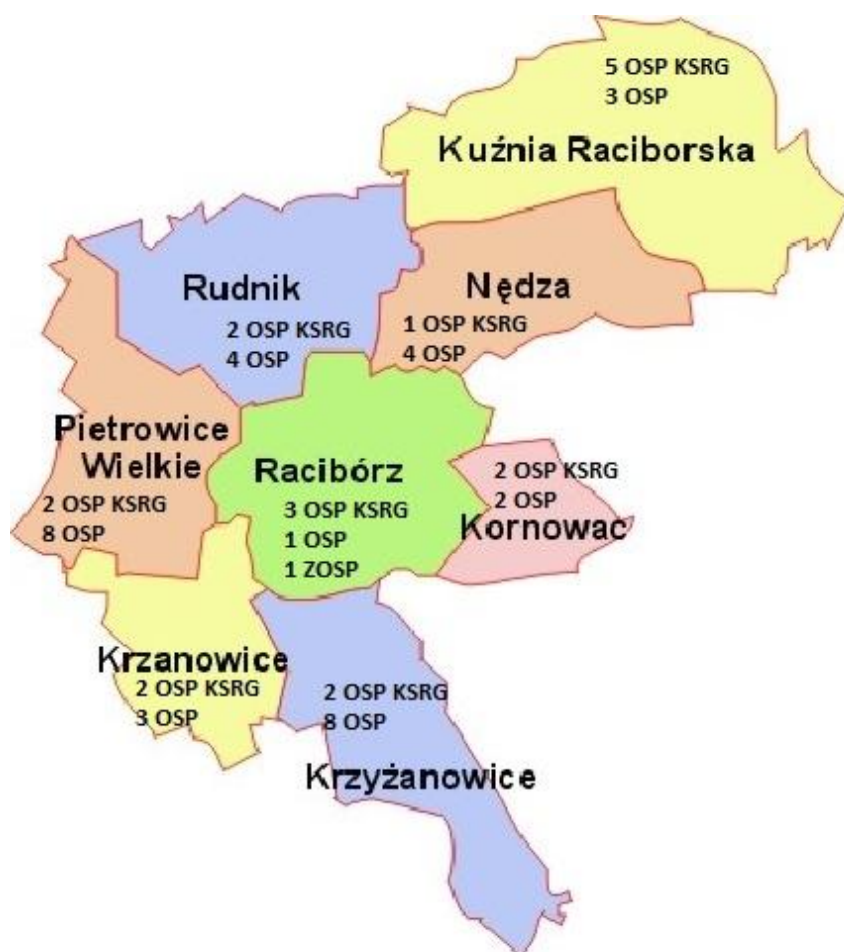 5 OSP KSRG
3 OSP
Kuźnia Raciborska
Rudnik
2 OSP KSRG
4 OSP
Nędza
1 OSP KSRG
4 OSP
Pietrowice
Wielkie
2 OSP KSRG
8 OSP
Racibórz
3 OSP KSRG
1 OSP
1 ZOSP
2 OSP KSRG
2 OSP
Kornowac
Krzanowice
2 OSP KSRG
3 OSP
2 OSP KSRG
8 OSP
Krzyżanowice